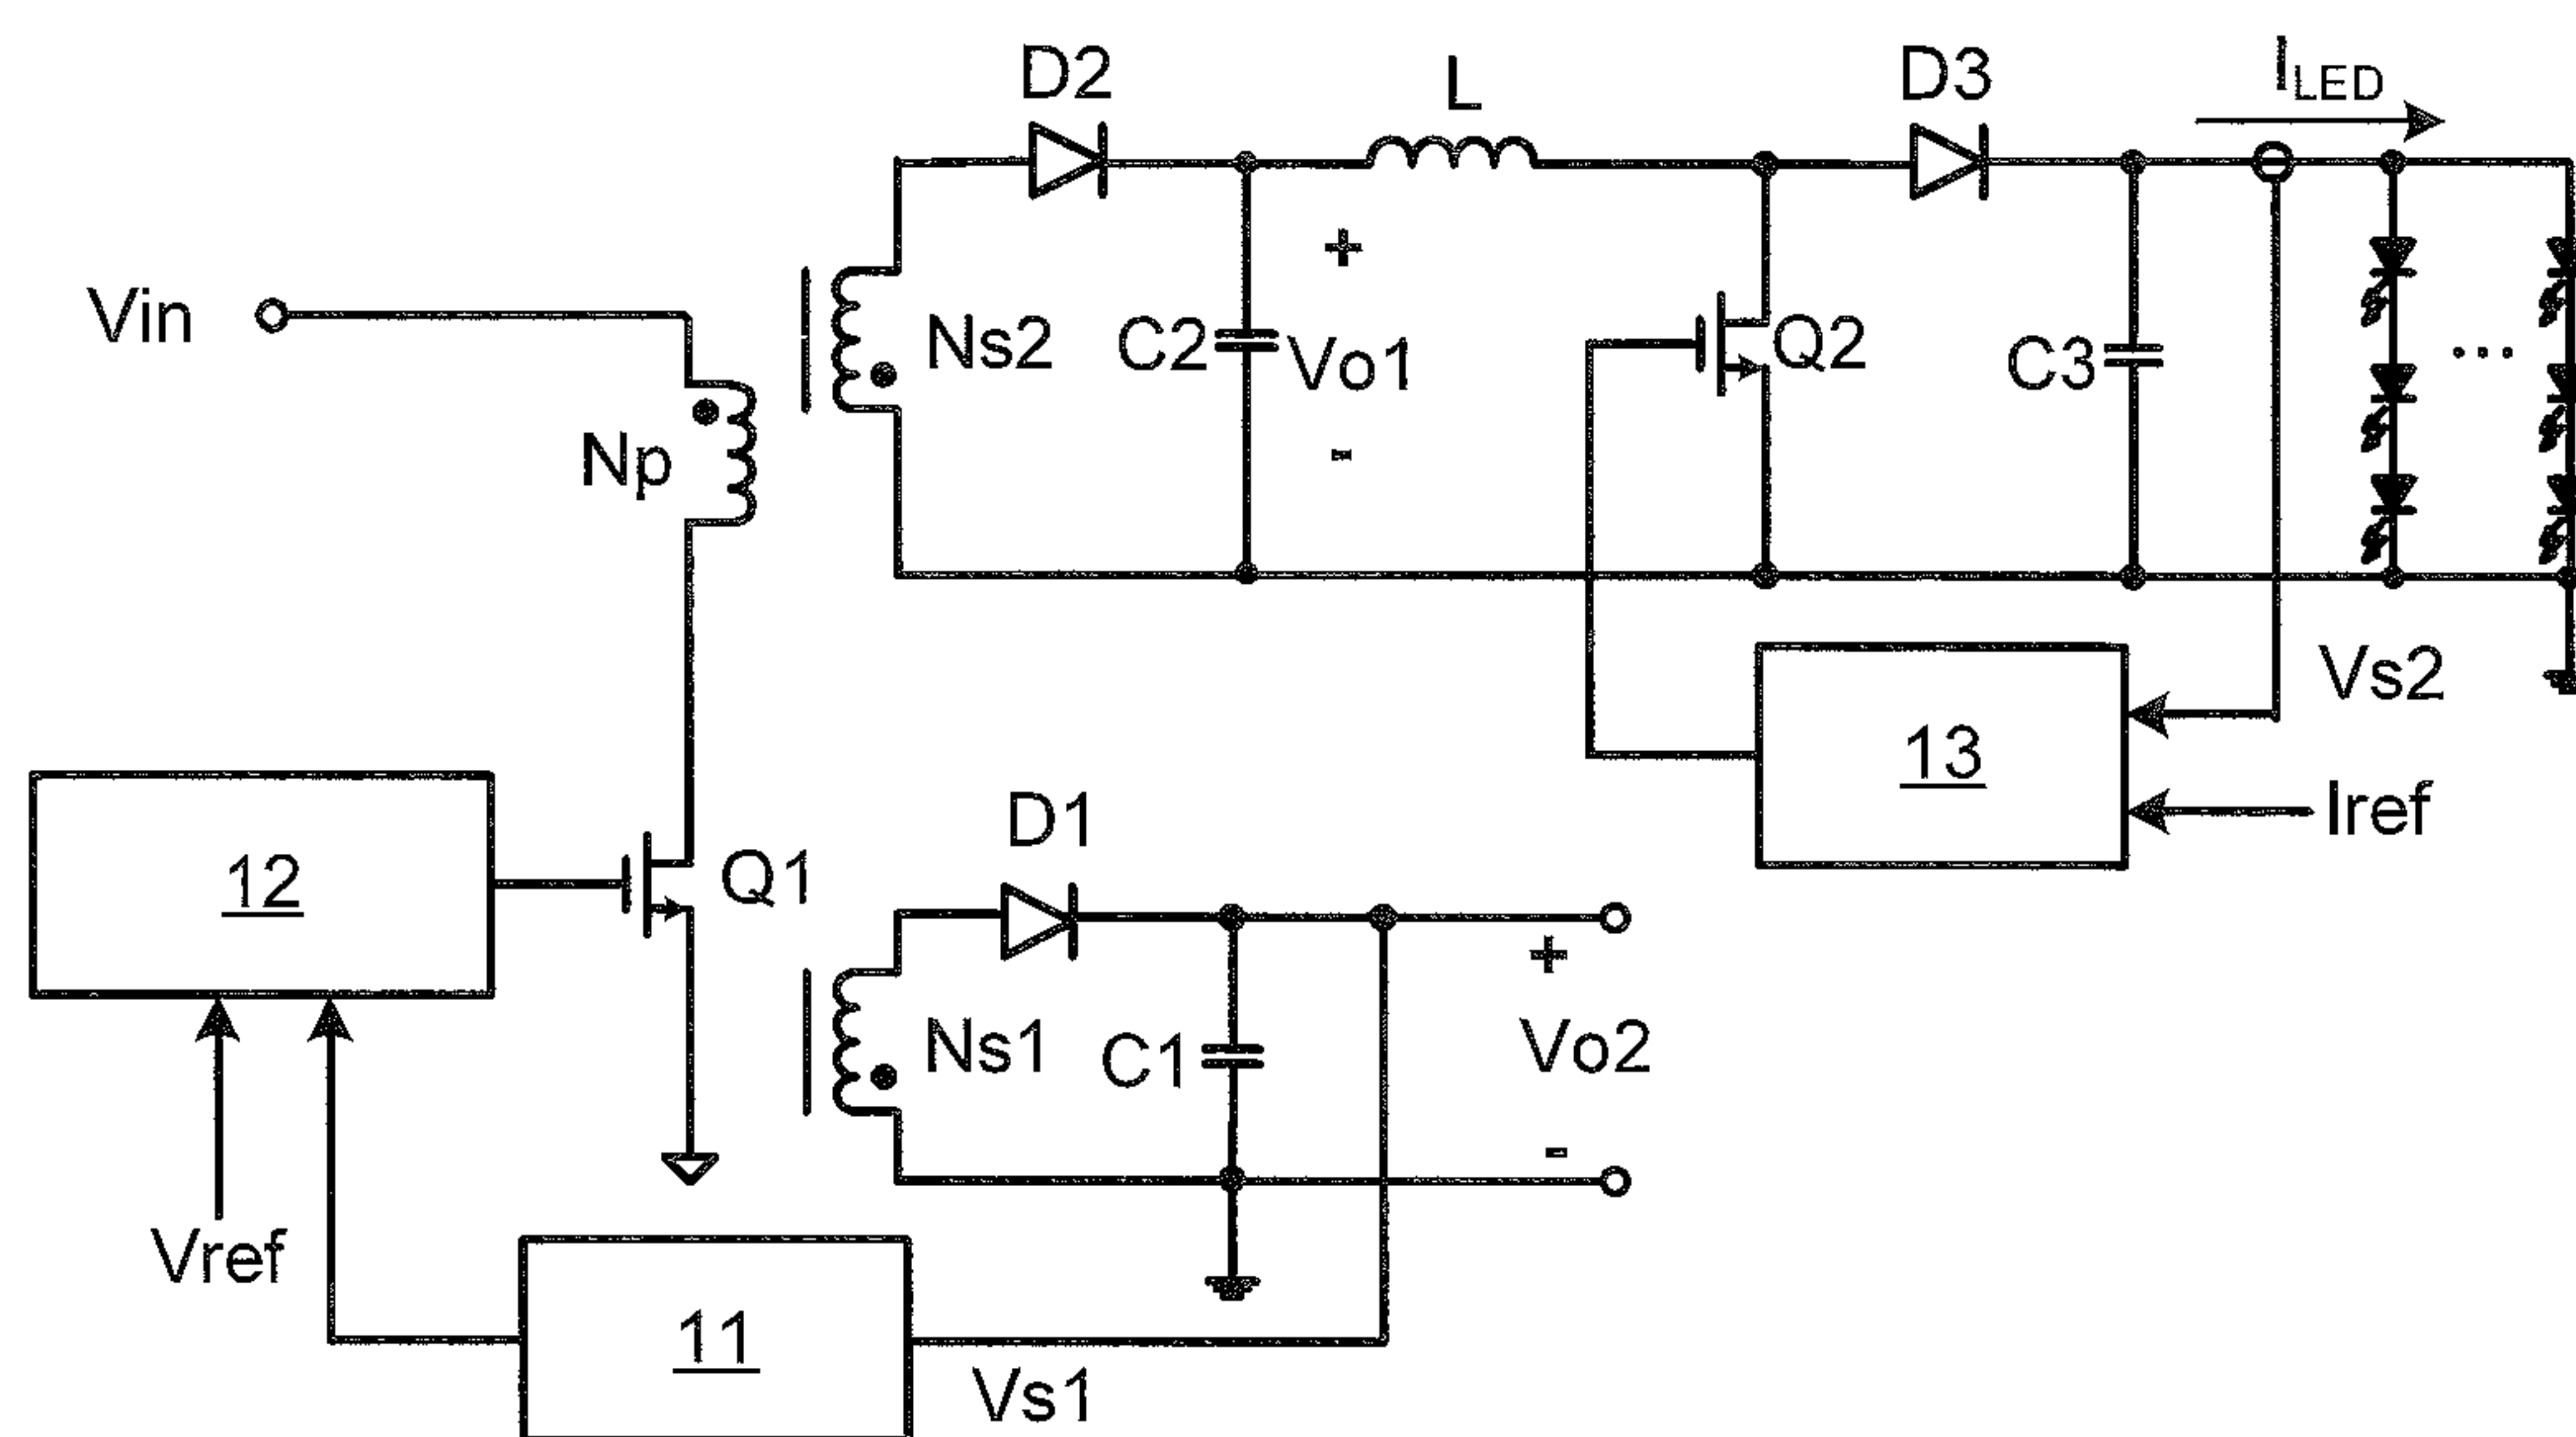 D2
L
D3
I_LED
Vin
Np
Ns2
C2
+
Vo1
-
Q2
C3
...
Vs2
13
Iref
12
Q1
D1
Ns1
C1
+
Vo2
-
Vref
11
Vs1